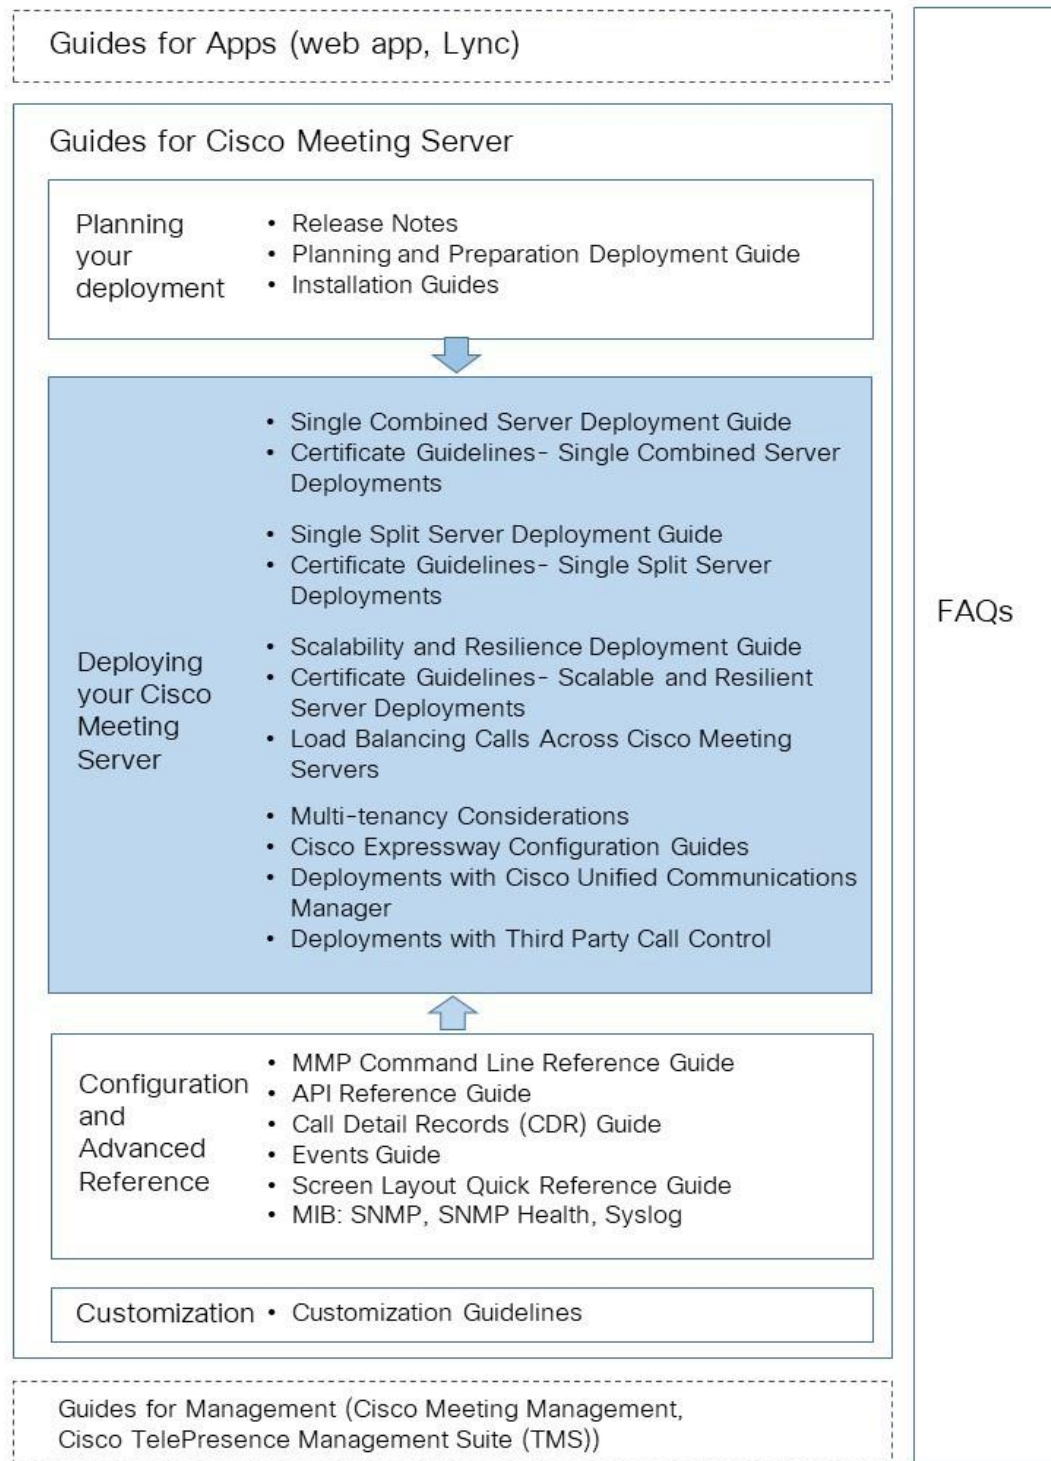 Guides for Apps (web app, Lync)
Guides for Cisco Meeting Server
Planning
your
deployment
• Release Notes
• Planning and Preparation Deployment Guide
• Installation Guides
Deploying
your Cisco
Meeting
Server
• Single Combined Server Deployment Guide
• Certificate Guidelines- Single Combined Server
Deployments
• Single Split Server Deployment Guide
• Certificate Guidelines- Single Split Server
Deployments
• Scalability and Resilience Deployment Guide
• Certificate Guidelines- Scalable and Resilient
Server Deployments
• Load Balancing Calls Across Cisco Meeting
Servers
• Multi-tenancy Considerations
• Cisco Expressway Configuration Guides
• Deployments with Cisco Unified Communications
Manager
• Deployments with Third Party Call Control
Configuration
and
Advanced
Reference
• MMP Command Line Reference Guide
• API Reference Guide
• Call Detail Records (CDR) Guide
• Events Guide
• Screen Layout Quick Reference Guide
• MIB: SNMP, SNMP Health, Syslog
Customization
• Customization Guidelines
Guides for Management (Cisco Meeting Management,
Cisco TelePresence Management Suite (TMS))
FAQs